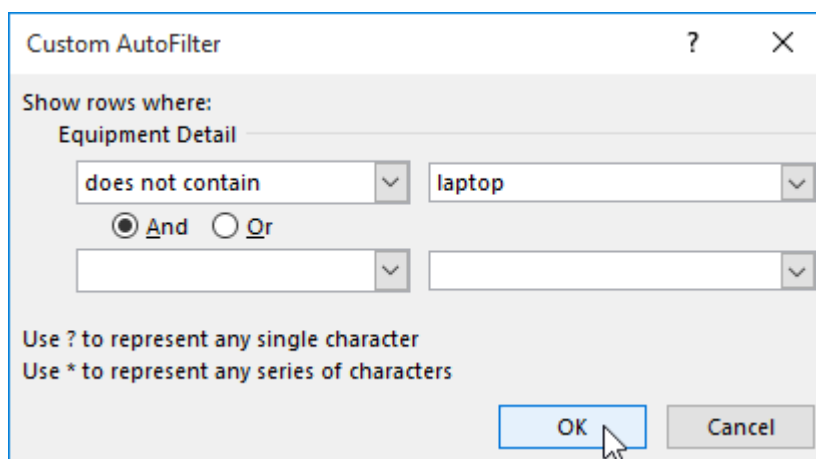 Custom AutoFilter ?
Show rows where:
Equipment Detail
does not contain laptop
And Or
Use ? to represent any single character
Use * to represent any series of characters
OK Cancel